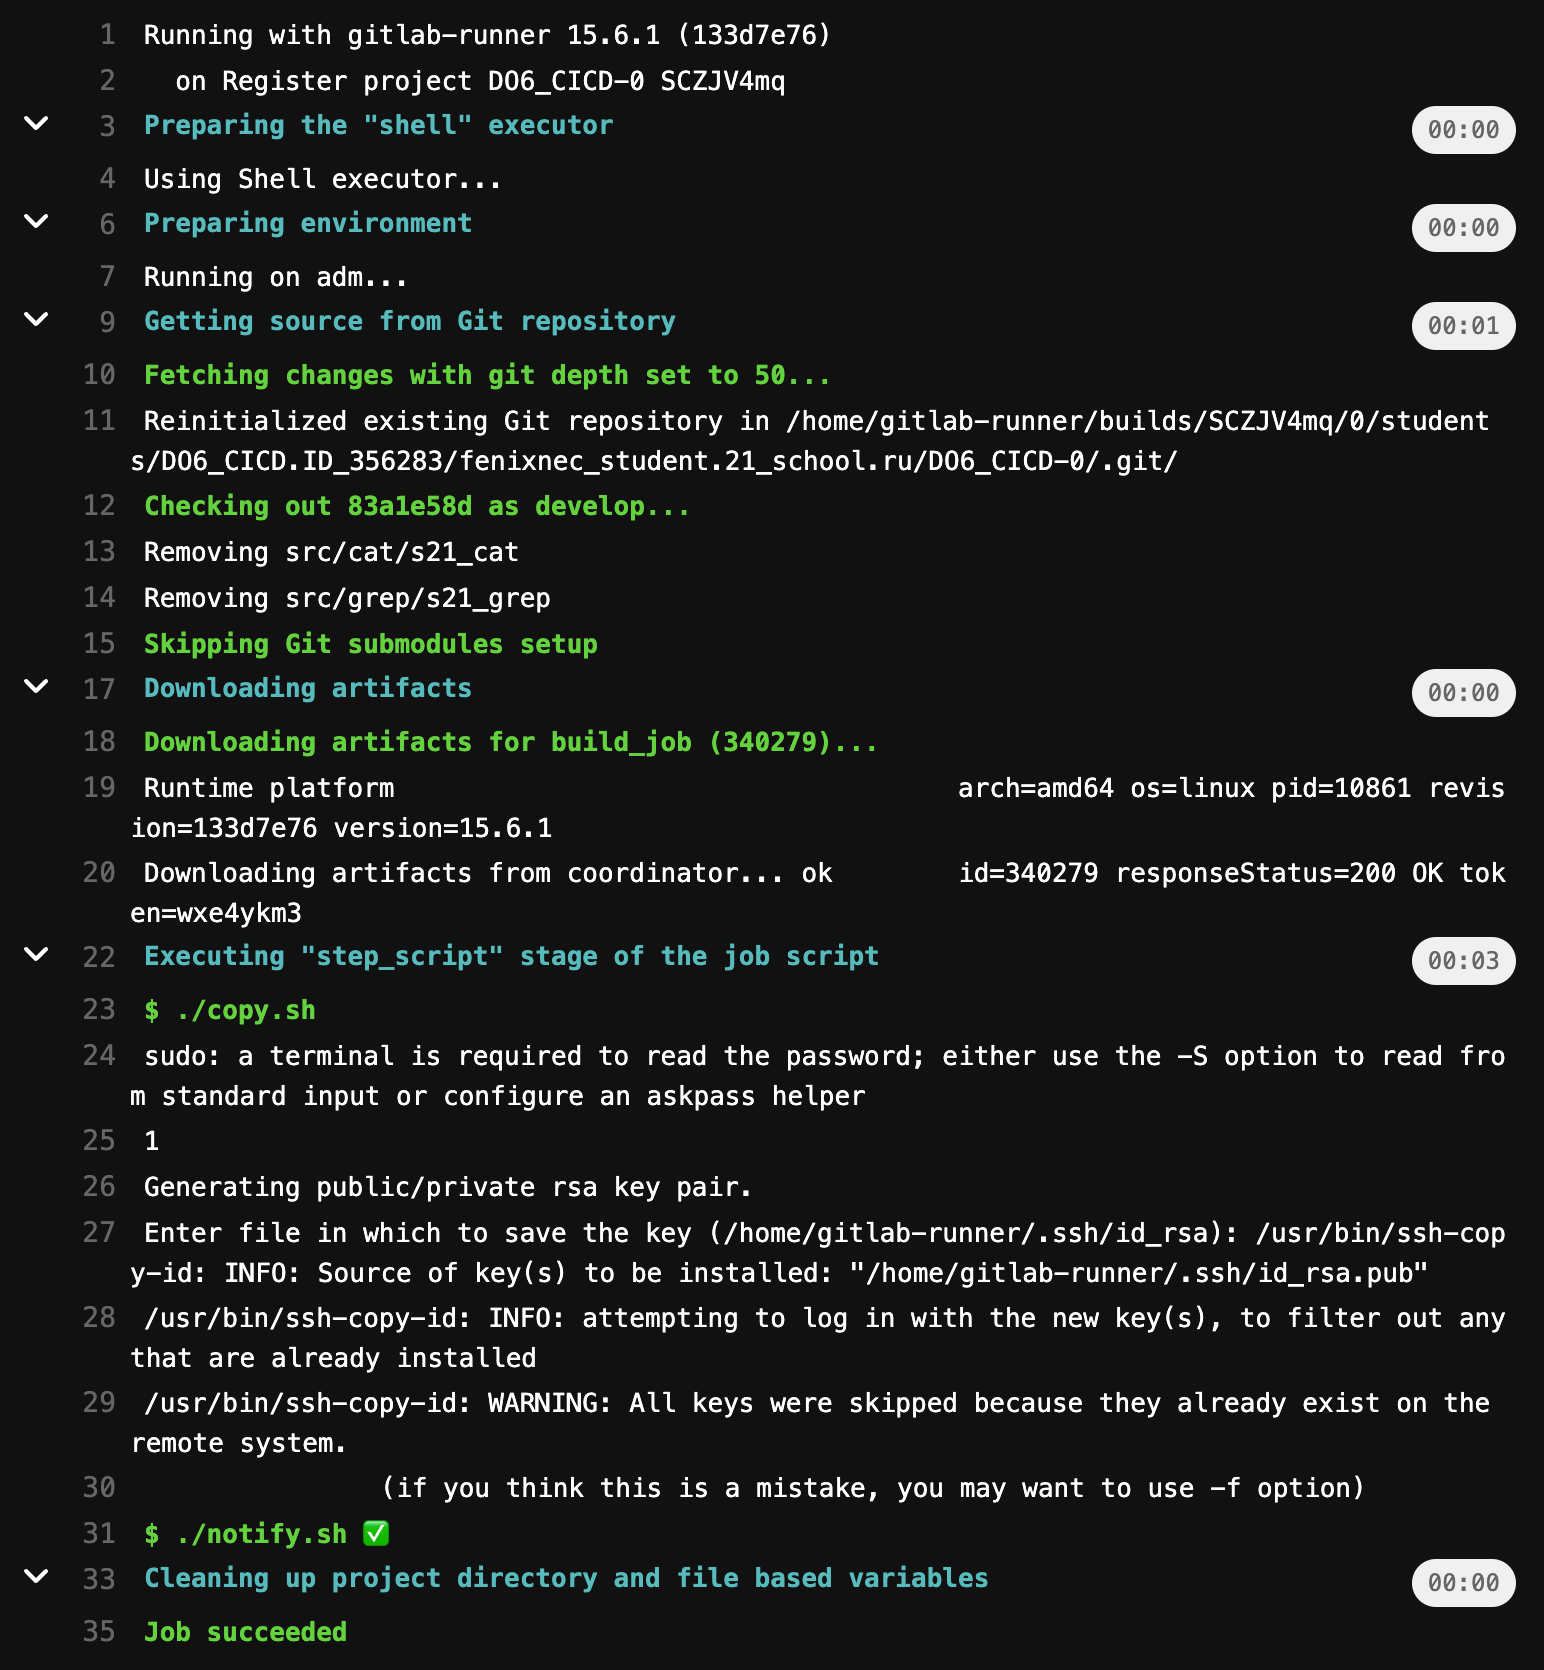 1 Running with gitlab-runner 15.6.1 (133d7e76)
2 on Register project DO6_CICD-0 SCZJV4mq
3 Preparing the "shell" executor 00:00
4 Using Shell executor...
6 Preparing environment 00:00
7 Running on adm...
9 Getting source from Git repository 00:01
10 Fetching changes with git depth set to 50...
11 Reinitialized existing Git repository in /home/gitlab-runner/builds/SCZJV4mq/0/student
s/DO6_CICD.ID_356283/fenixnec_student.21_school.ru/DO6_CICD-0/.git/
12 Checking out 83a1e58d as develop...
13 Removing src/cat/s21_cat
14 Removing src/grep/s21_grep
15 Skipping Git submodules setup
17 Downloading artifacts 00:00
18 Downloading artifacts for build_job (340279)...
19 Runtime platform arch=amd64 os=linux pid=10861 revis
ion=133d7e76 version=15.6.1
20 Downloading artifacts from coordinator... ok id=340279 responseStatus=200 OK tok
en=wxe4ykm3
22 Executing "step_script" stage of the job script 00:03
23 $ ./copy.sh
24 sudo: a terminal is required to read the password; either use the -S option to read fro
m standard input or configure an askpass helper
25 1
26 Generating public/private rsa key pair.
27 Enter file in which to save the key (/home/gitlab-runner/.ssh/id_rsa): /usr/bin/ssh-cop
y-id: INFO: Source of key(s) to be installed: "/home/gitlab-runner/.ssh/id_rsa.pub"
28 /usr/bin/ssh-copy-id: INFO: attempting to log in with the new key(s), to filter out any
that are already installed
29 /usr/bin/ssh-copy-id: WARNING: All keys were skipped because they already exist on the
remote system.
30 (if you think this is a mistake, you may want to use -f option)
31 $ ./notify.sh ✅
33 Cleaning up project directory and file based variables 00:00
35 Job succeeded